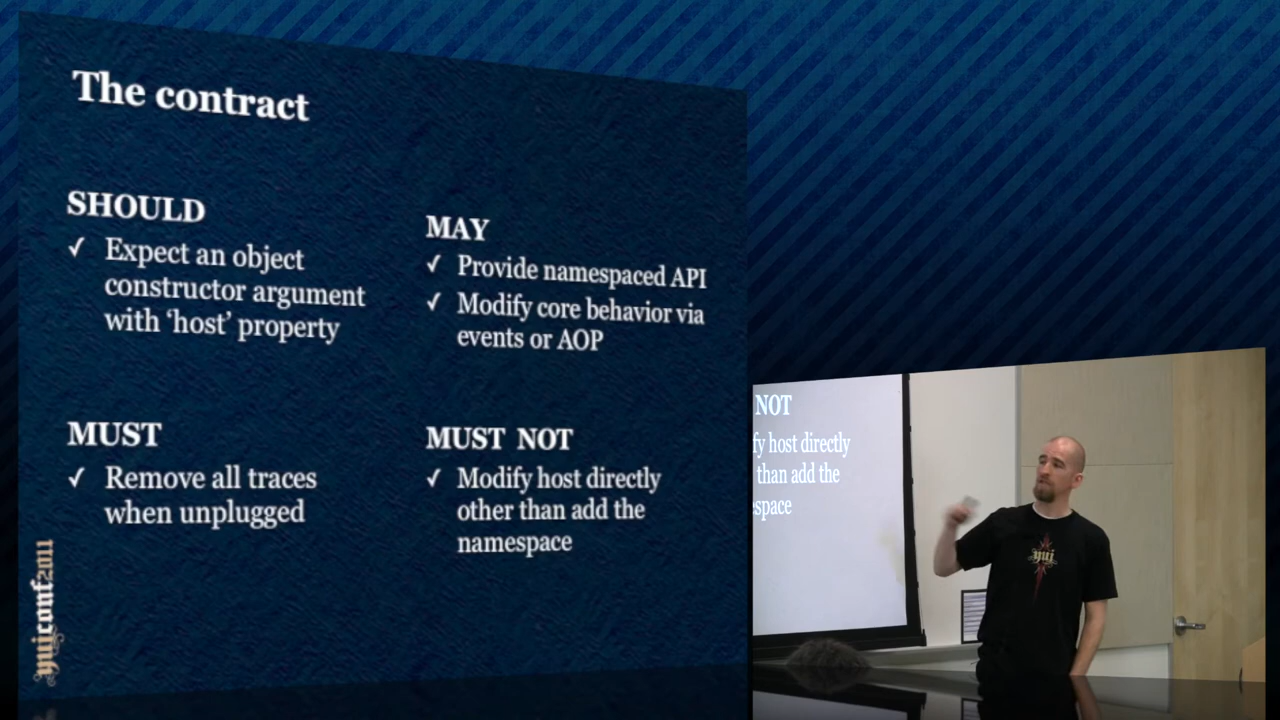 The contract
SHOULD
✓ Expect an object
constructor argument
with ‘host’ property
MAY
✓ Provide namespaced API
✓ Modify core behavior via
events or AOP
MUST
✓ Remove all traces
when unplugged
MUST NOT
✓ Modify host directly
other than add the
namespace
yuiconf2011
NOT
fy host directly
than add the
space
yui